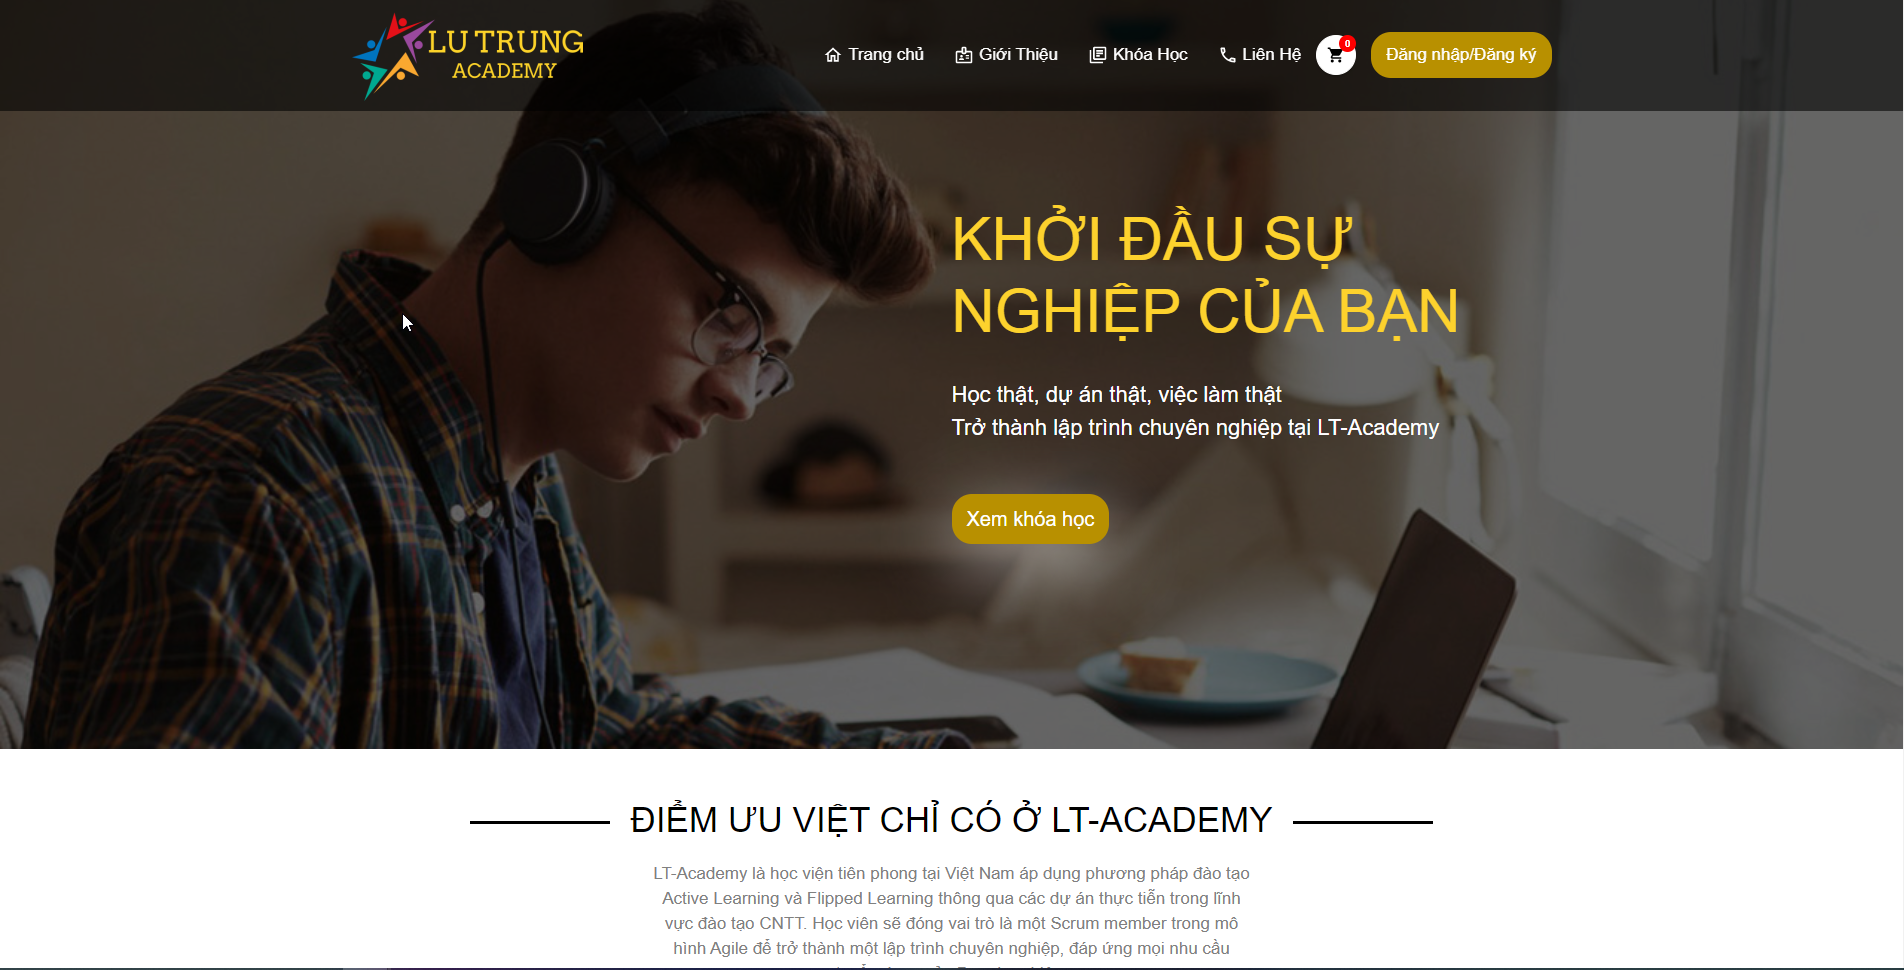 LU TRUNG
ACADEMY
Trang chủ
Giới Thiệu
Khóa Học
Liên Hệ
0
Đăng nhập/Đăng ký
KHỞI ĐẦU SỰ
NGHIỆP CỦA BẠN
Học thật, dự án thật, việc làm thật
Trở thành lập trình chuyên nghiệp tại LT-Academy
Xem khóa học
ĐIỂM ƯU VIỆT CHỈ CÓ Ở LT-ACADEMY
LT-Academy là học viện tiên phong tại Việt Nam áp dụng phương pháp đào tạo
Active Learning và Flipped Learning thông qua các dự án thực tiễn trong lĩnh
vực đào tạo CNTT. Học viên sẽ đóng vai trò là một Scrum member trong mô
hình Agile để trở thành một lập trình chuyên nghiệp, đáp ứng mọi nhu cầu